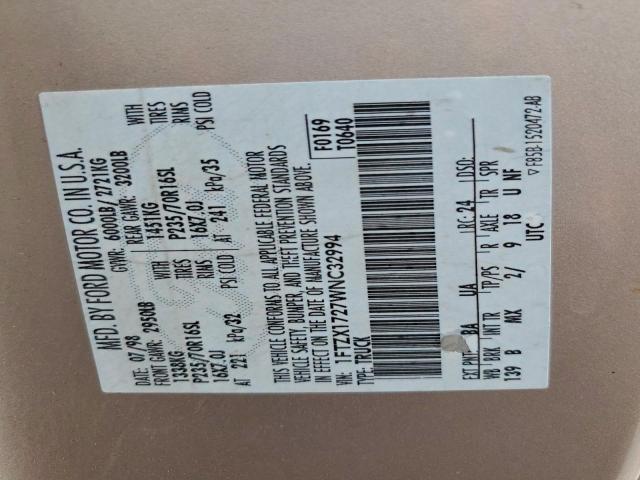 MFD. BY FORD MOTOR CO. IN U.S.A.
DATE: 07/98 GVWR: 6000LB/2721KG
FRONT GAWR: 2950LB REAR GAWR: 3200LB WITH
1338KG 1451KG TIRES
P235/70R16SL TIRES P235/70R16SL RIMS
16X7.0J RIMS 16X7.0J PSI COLD
AT 221 kPa/32 PSI COLD AT 241 kPa/35
THIS VEHICLE CONFORMS TO ALL APPLICABLE FEDERAL MOTOR
VEHICLE SAFETY, BUMPER, AND THEFT PREVENTION STANDARDS
IN EFFECT ON THE DATE OF MANUFACTURE SHOWN ABOVE.
VIN: 1FTZX1727WNC32994 F0169
TYPE: TRUCK T0640
EXT PNT: BA UA RC: 24 DSO:
WB BRK INT TR TP/PS R AXLE TR SPR
139 B MX 2/ 9 18 U NF
UTC
▽ F85B-1520472-AB